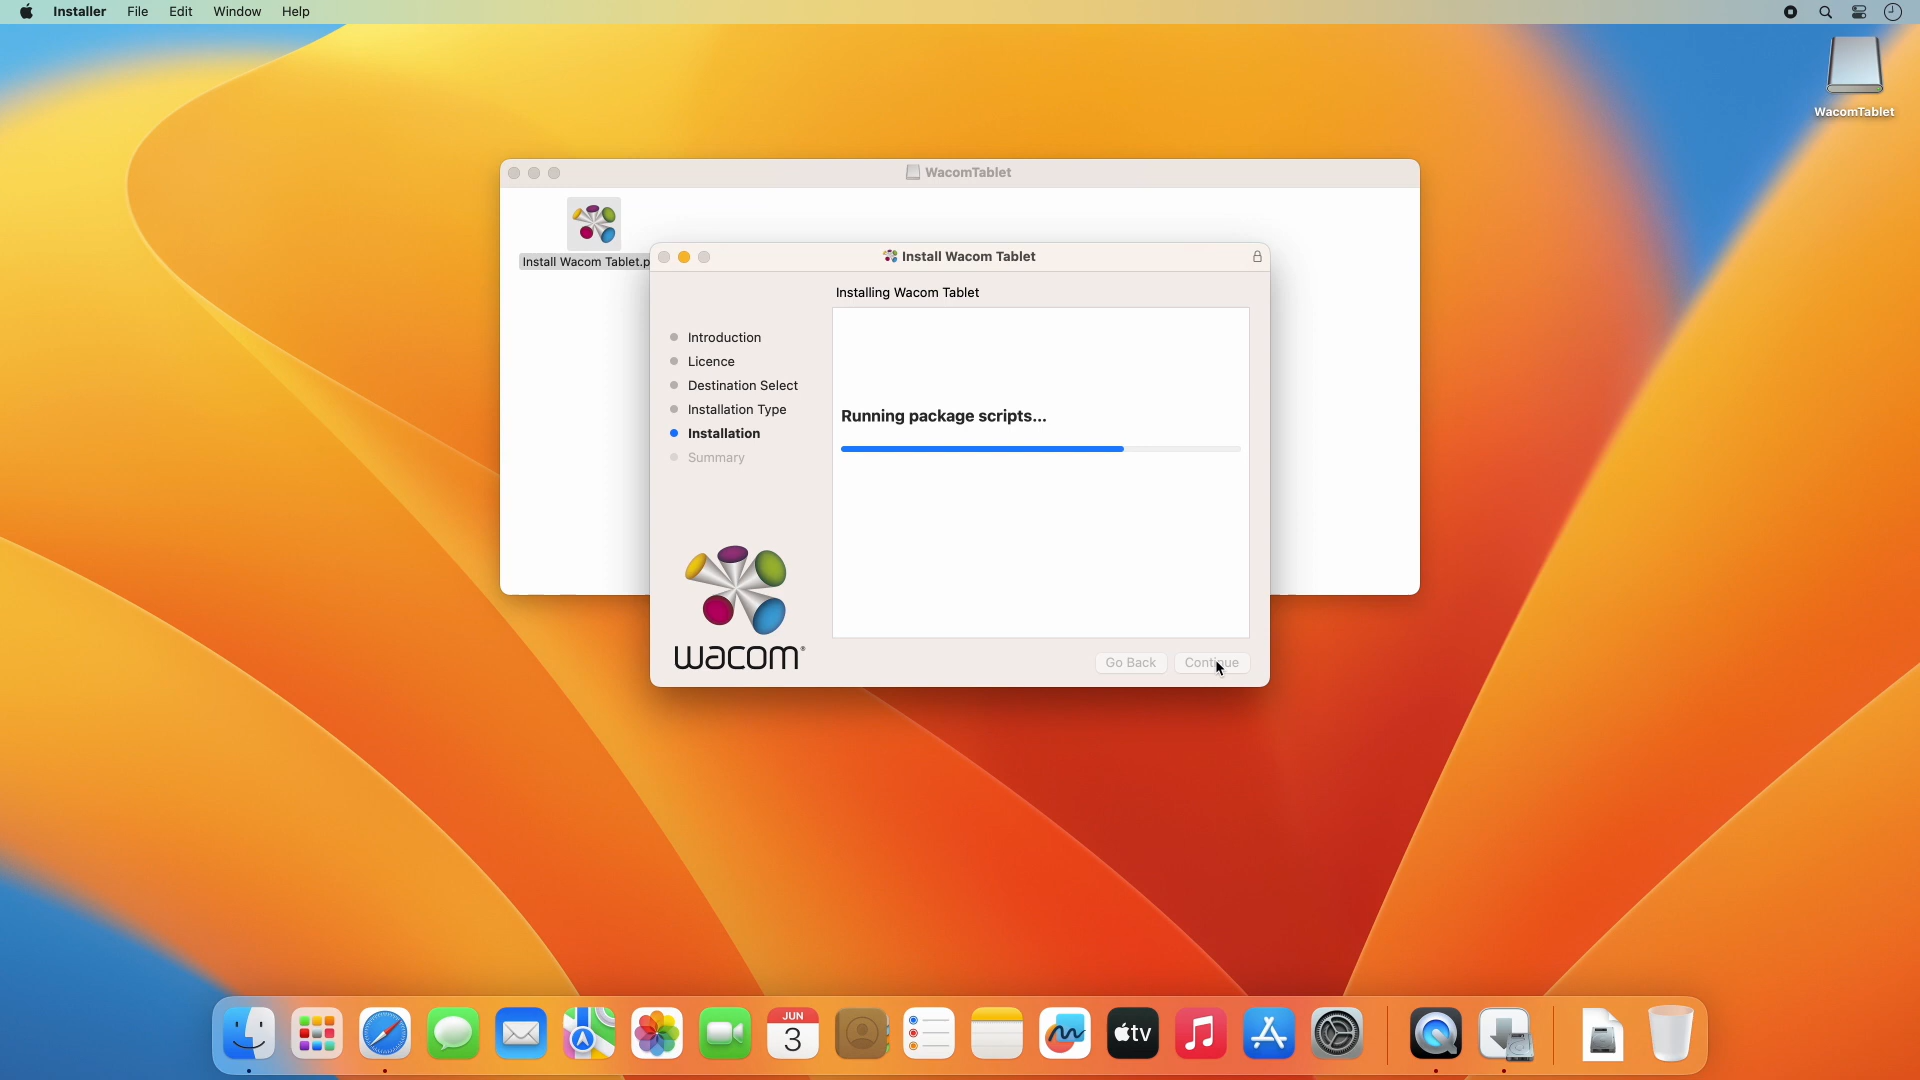 Installer File Edit Window Help
WacomTablet
WacomTablet
Install Wacom Tablet.p
Install Wacom Tablet
Installing Wacom Tablet
Introduction
Licence
Destination Select
Installation Type
Installation
Summary
Running package scripts...
wacom
Go Back Continue
JUN
3
tv